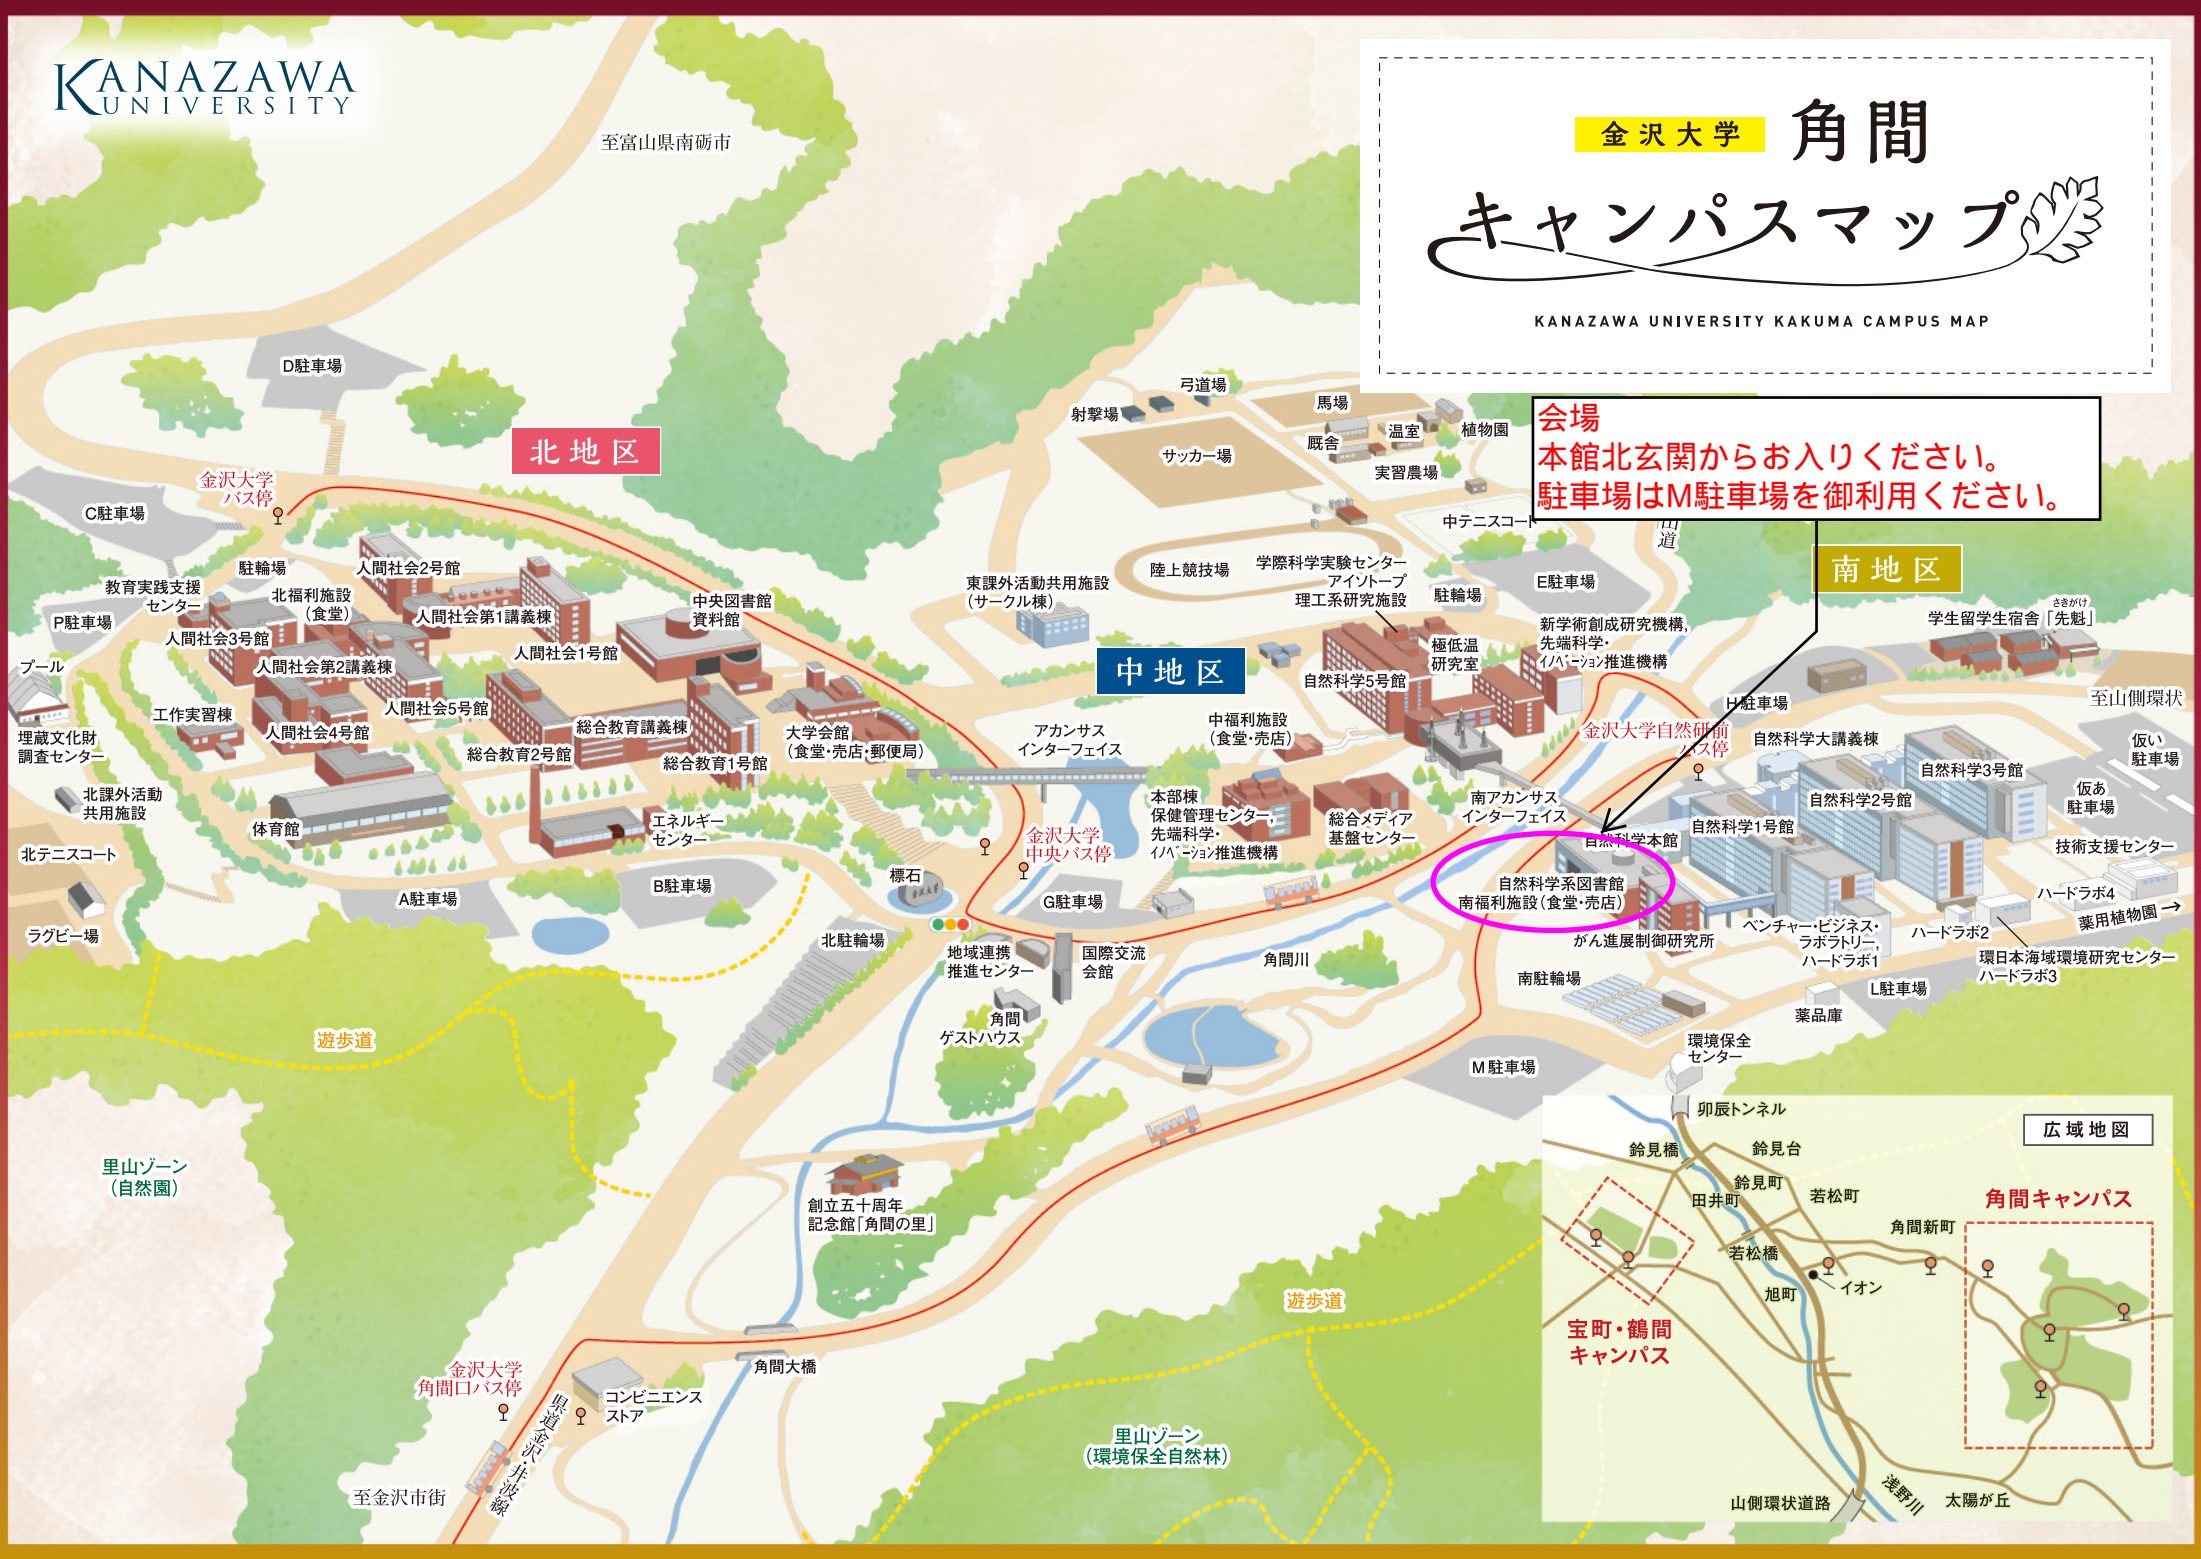 KANAZAWA
UNIVERSITY
金沢大学 角間
キャンパスマップ
KANAZAWA UNIVERSITY KAKUMA CAMPUS MAP
至富山県南砺市
D駐車場
北地区
金沢大学
バス停
C駐車場
駐輪場
教育実践支援
センター
P駐車場
プール
北福利施設
(食堂)
人間社会2号館
人間社会第1講義棟
人間社会1号館
人間社会3号館
人間社会第2講義棟
人間社会5号館
人間社会4号館
中央図書館
資料館
工作実習棟
埋蔵文化財
調査センター
総合教育2号館
総合教育講義棟
総合教育1号館
大学会館
(食堂・売店・郵便局)
北課外活動
共用施設
体育館
エネルギー
センター
北テニスコート
A駐車場
B駐車場
ラグビー場
標石
北駐輪場
弓道場
射撃場
サッカー場
馬場
厩舎
温室
植物園
実習農場
会場
本館北玄関からお入りください。
駐車場はM駐車場を御利用ください。
中テニスコート
山道
陸上競技場
学際科学実験センター
アイソトープ
理工系研究施設
駐輪場
E駐車場
東課外活動共用施設
(サークル棟)
中地区
極低温
研究室
自然科学5号館
新学術創成研究機構,
先端科学・
イノベーション推進機構
南地区
学生留学生宿舎「先魁」
さきがけ
至山側環状
H駐車場
金沢大学自然研前
バス停
自然科学大講義棟
自然科学3号館
自然科学2号館
自然科学1号館
自然科学本館
仮い
駐車場
仮あ
駐車場
技術支援センター
ハードラボ4
薬用植物園→
アカンサス
インターフェイス
中福利施設
(食堂・売店)
本部棟
保健管理センター,
先端科学・
イノベーション推進機構
総合メディア
基盤センター
南アカンサス
インターフェイス
自然科学系図書館
南福利施設(食堂・売店)
がん進展制御研究所
ベンチャー・ビジネス・
ラボラトリー,
ハードラボ1
ハードラボ2
環日本海域環境研究センター
ハードラボ3
金沢大学
中央バス停
G駐車場
地域連携
推進センター
国際交流
会館
角間川
角間
ゲストハウス
南駐輪場
L駐車場
薬品庫
環境保全
センター
M駐車場
遊歩道
里山ゾーン
(自然園)
創立五十周年
記念館「角間の里」
遊歩道
角間大橋
金沢大学
角間口バス停
コンビニエンス
ストア
県道金沢・井波線
至金沢市街
里山ゾーン
(環境保全自然林)
広域地図
卯辰トンネル
鈴見橋
鈴見台
鈴見町
田井町
若松町
角間キャンパス
角間新町
若松橋
イオン
旭町
宝町・鶴間
キャンパス
山側環状道路
浅野川
太陽が丘
金沢大学